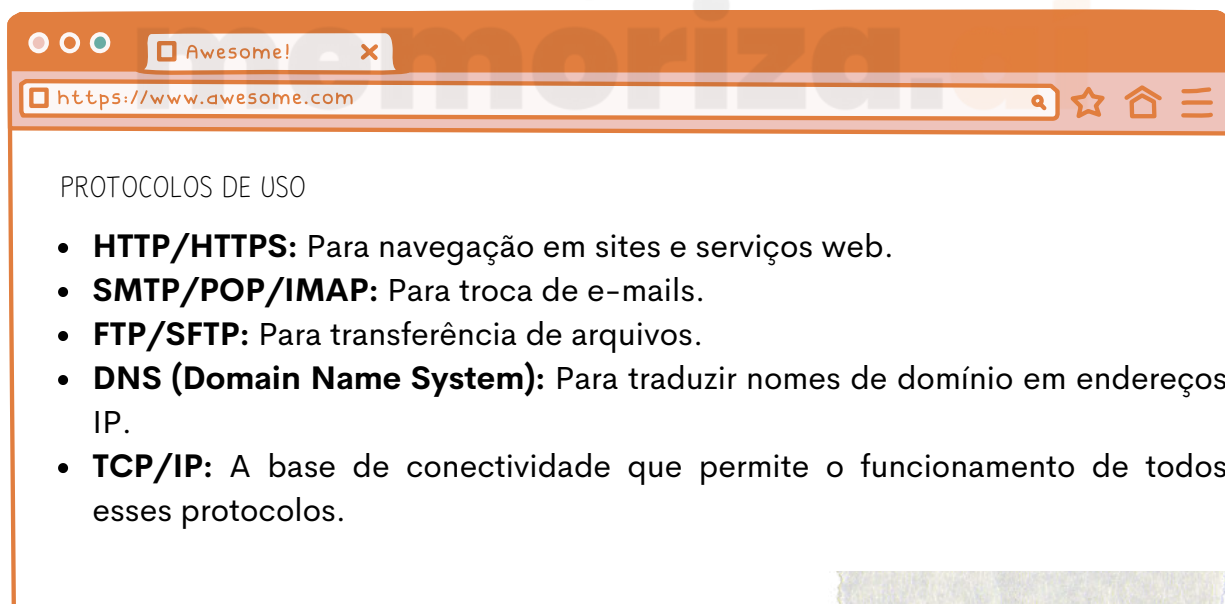 memoriza.ai
Awesome!
https://www.awesome.com
PROTOCOLOS DE USO
• HTTP/HTTPS: Para navegação em sites e serviços web.
• SMTP/POP/IMAP: Para troca de e-mails.
• FTP/SFTP: Para transferência de arquivos.
• DNS (Domain Name System): Para traduzir nomes de domínio em endereços
IP.
• TCP/IP: A base de conectividade que permite o funcionamento de todos
esses protocolos.